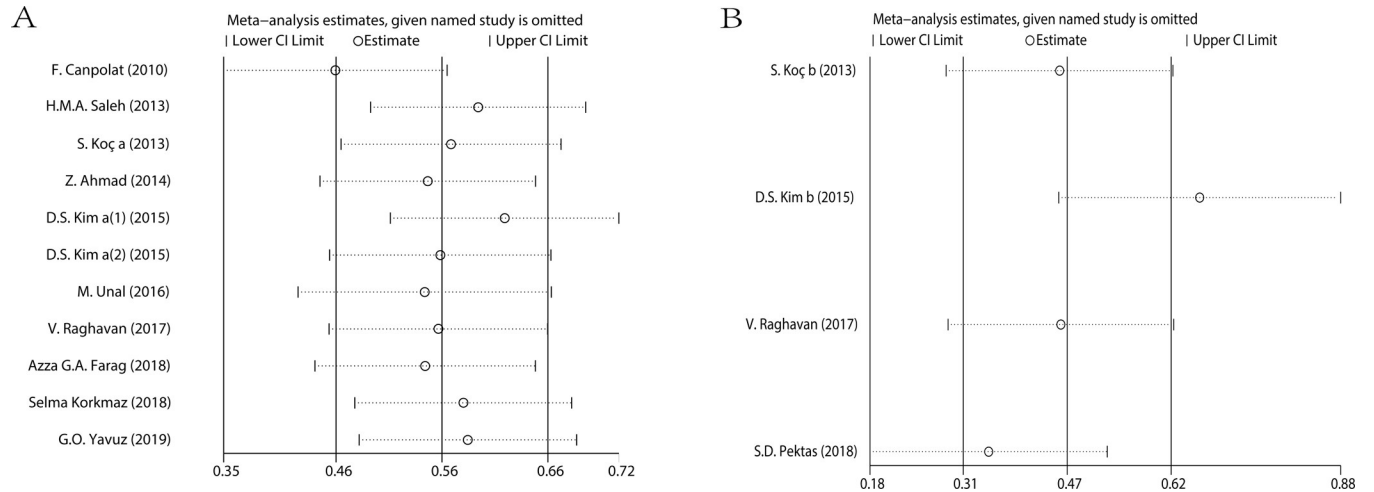 A
Meta−analysis estimates, given named study is omitted
Lower CI Limit Estimate Upper CI Limit
F. Canpolat (2010)
H.M.A. Saleh (2013)
S. Koç a (2013)
Z. Ahmad (2014)
D.S. Kim a(1) (2015)
D.S. Kim a(2) (2015)
M. Unal (2016)
V. Raghavan (2017)
Azza G.A. Farag (2018)
Selma Korkmaz (2018)
G.O. Yavuz (2019)
0.35 0.46 0.56 0.66 0.72
B
Meta−analysis estimates, given named study is omitted
Lower CI Limit Estimate Upper CI Limit
S. Koç b (2013)
D.S. Kim b (2015)
V. Raghavan (2017)
S.D. Pektas (2018)
0.18 0.31 0.47 0.62 0.88